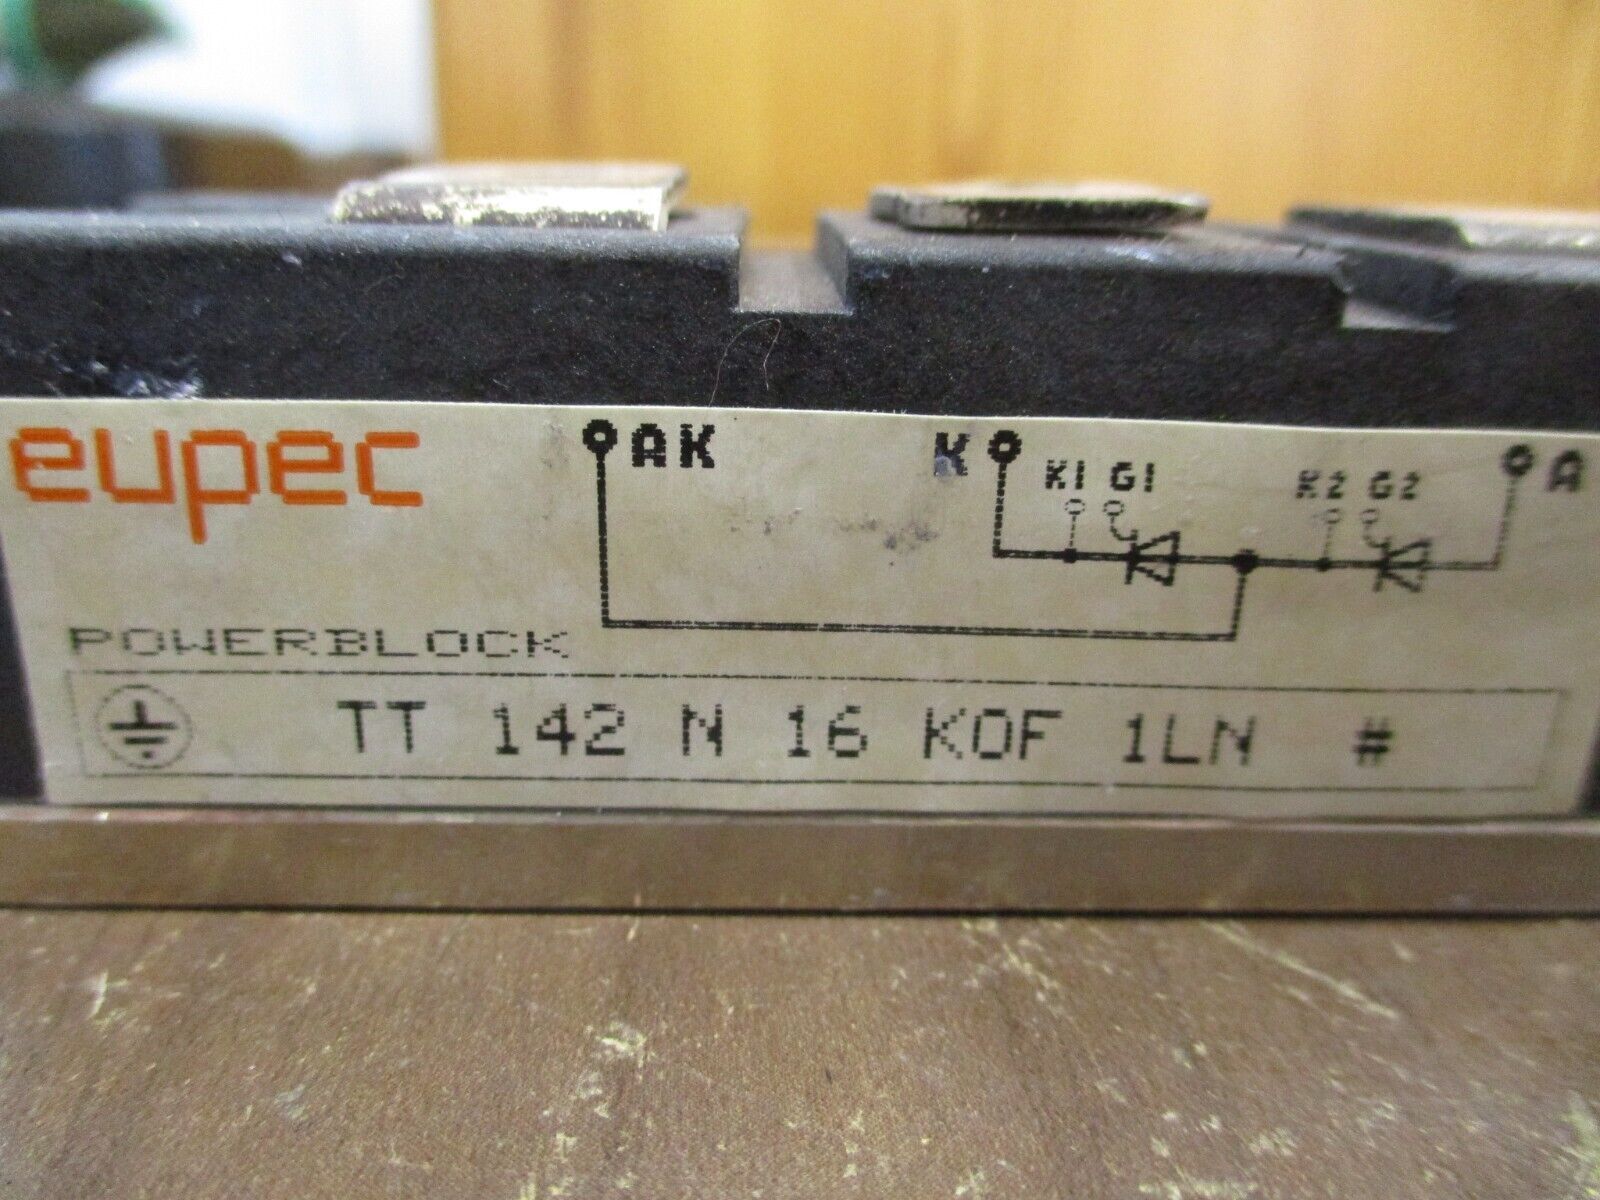 eupec
AK K A
K1 G1 K2 G2
POWERBLOCK
TT 142 N 16 KOF 1LN #